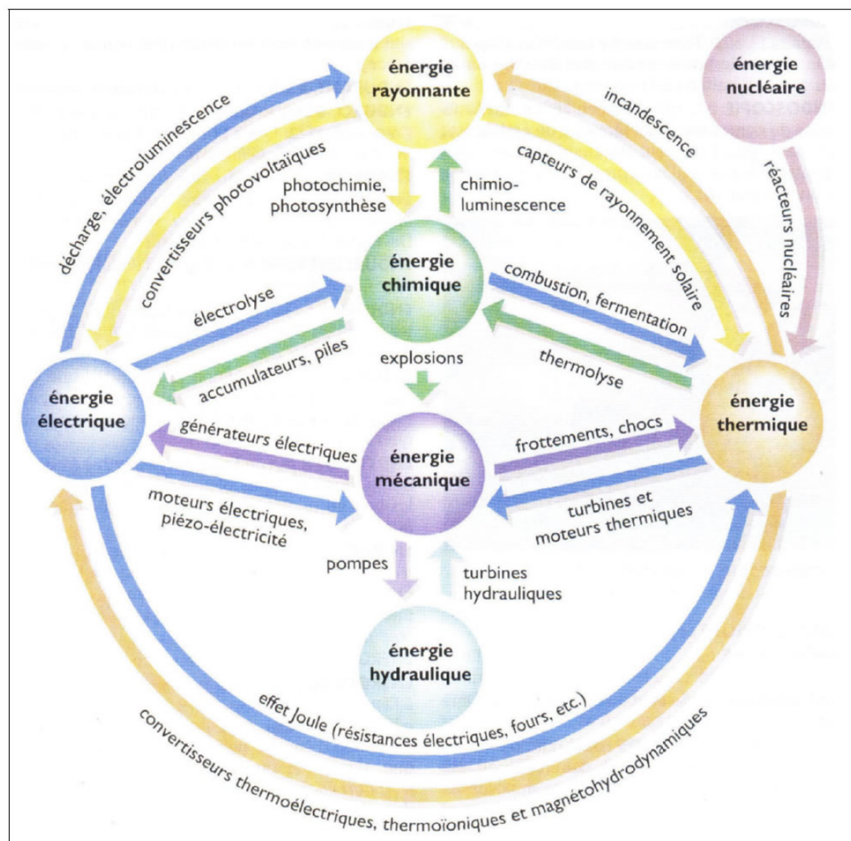 énergie
rayonnante
énergie
nucléaire
décharge, électroluminescence
convertisseurs photovoltaïques
photochimie,
photosynthèse
chimio-
luminescence
capteurs de rayonnement solaire
incandescence
réacteurs nucléaires
énergie
chimique
électrolyse
accumulateurs, piles
combustion, fermentation
thermolyse
explosions
énergie
électrique
énergie
thermique
générateurs électriques
moteurs électriques,
piézo-électricité
énergie
mécanique
frottements, chocs
turbines et
moteurs thermiques
pompes
turbines
hydrauliques
énergie
hydraulique
effet Joule (résistances électriques, fours, etc.)
convertisseurs thermoélectriques, thermoïoniques et magnétohydrodynamiques